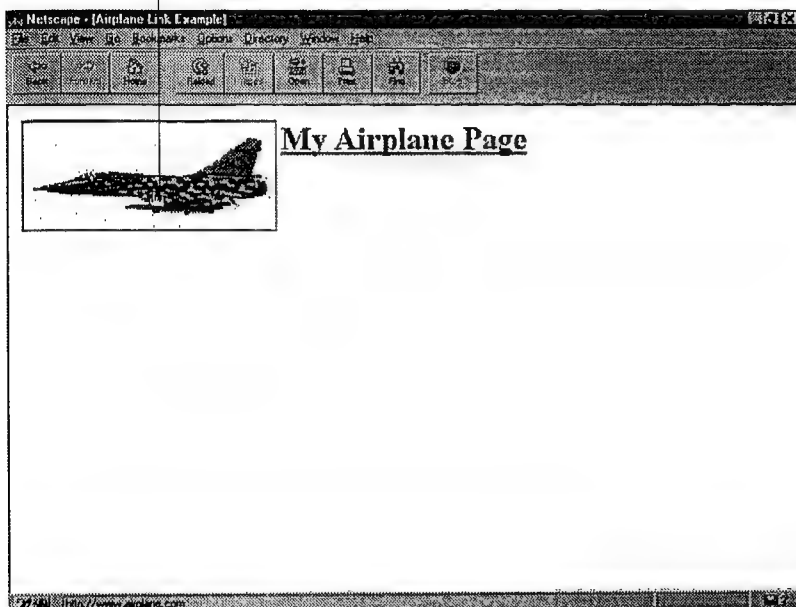 Netscape - [Airplane Link Example]
File Edit View Go Bookmarks Options Directory Window Help
Back Forward Home Reload Open Print Find
My Airplane Page
http://www.airplane.com